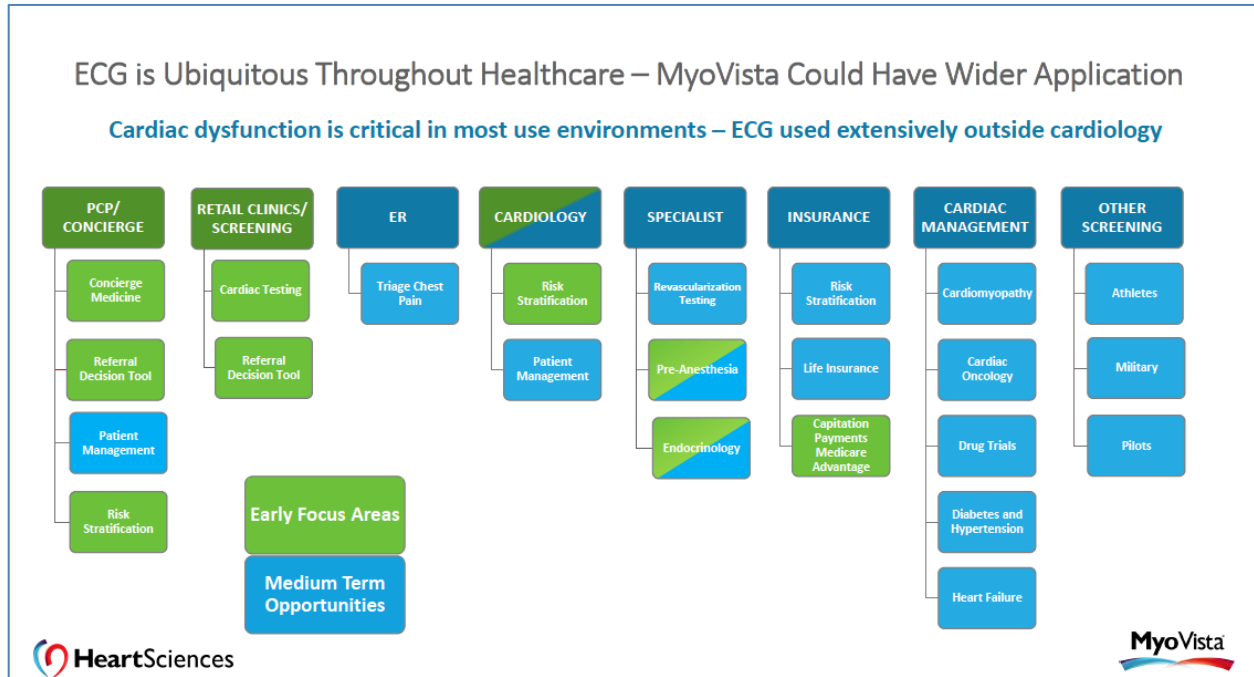 ECG is Ubiquitous Throughout Healthcare – MyoVista Could Have Wider Application
Cardiac dysfunction is critical in most use environments – ECG used extensively outside cardiology
PCP/
CONCIERGE
Concierge
Medicine
Referral
Decision Tool
Patient
Management
Risk
Stratification
RETAIL CLINICS/
SCREENING
Cardiac Testing
Referral
Decision Tool
ER
Triage Chest
Pain
CARDIOLOGY
Risk
Stratification
Patient
Management
SPECIALIST
Revascularization
Testing
Pre-Anesthesia
Endocrinology
INSURANCE
Risk
Stratification
Life Insurance
Capitation
Payments
Medicare
Advantage
CARDIAC
MANAGEMENT
Cardiomyopathy
Cardiac
Oncology
Drug Trials
Diabetes and
Hypertension
Heart Failure
OTHER
SCREENING
Athletes
Military
Pilots
Early Focus Areas
Medium Term
Opportunities
HeartSciences
MyoVista